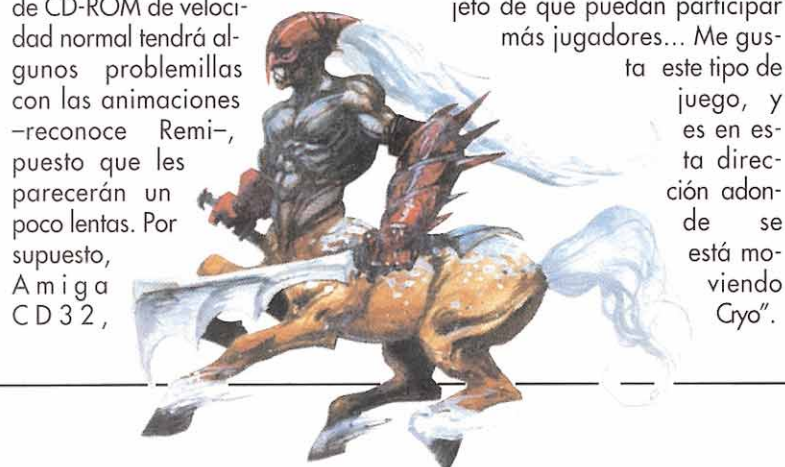 de CD-ROM de veloci-
dad normal tendrá al-
gunos problemillas
con las animaciones
–reconoce Remi–,
puesto que les
parecerán un
poco lentas. Por
supuesto,
Amiga
CD32,
jeto de que puedan participar
más jugadores... Me gus-
ta este tipo de
juego, y
es en es-
ta direc-
ción adon-
de se
está mo-
viendo
Cryo".